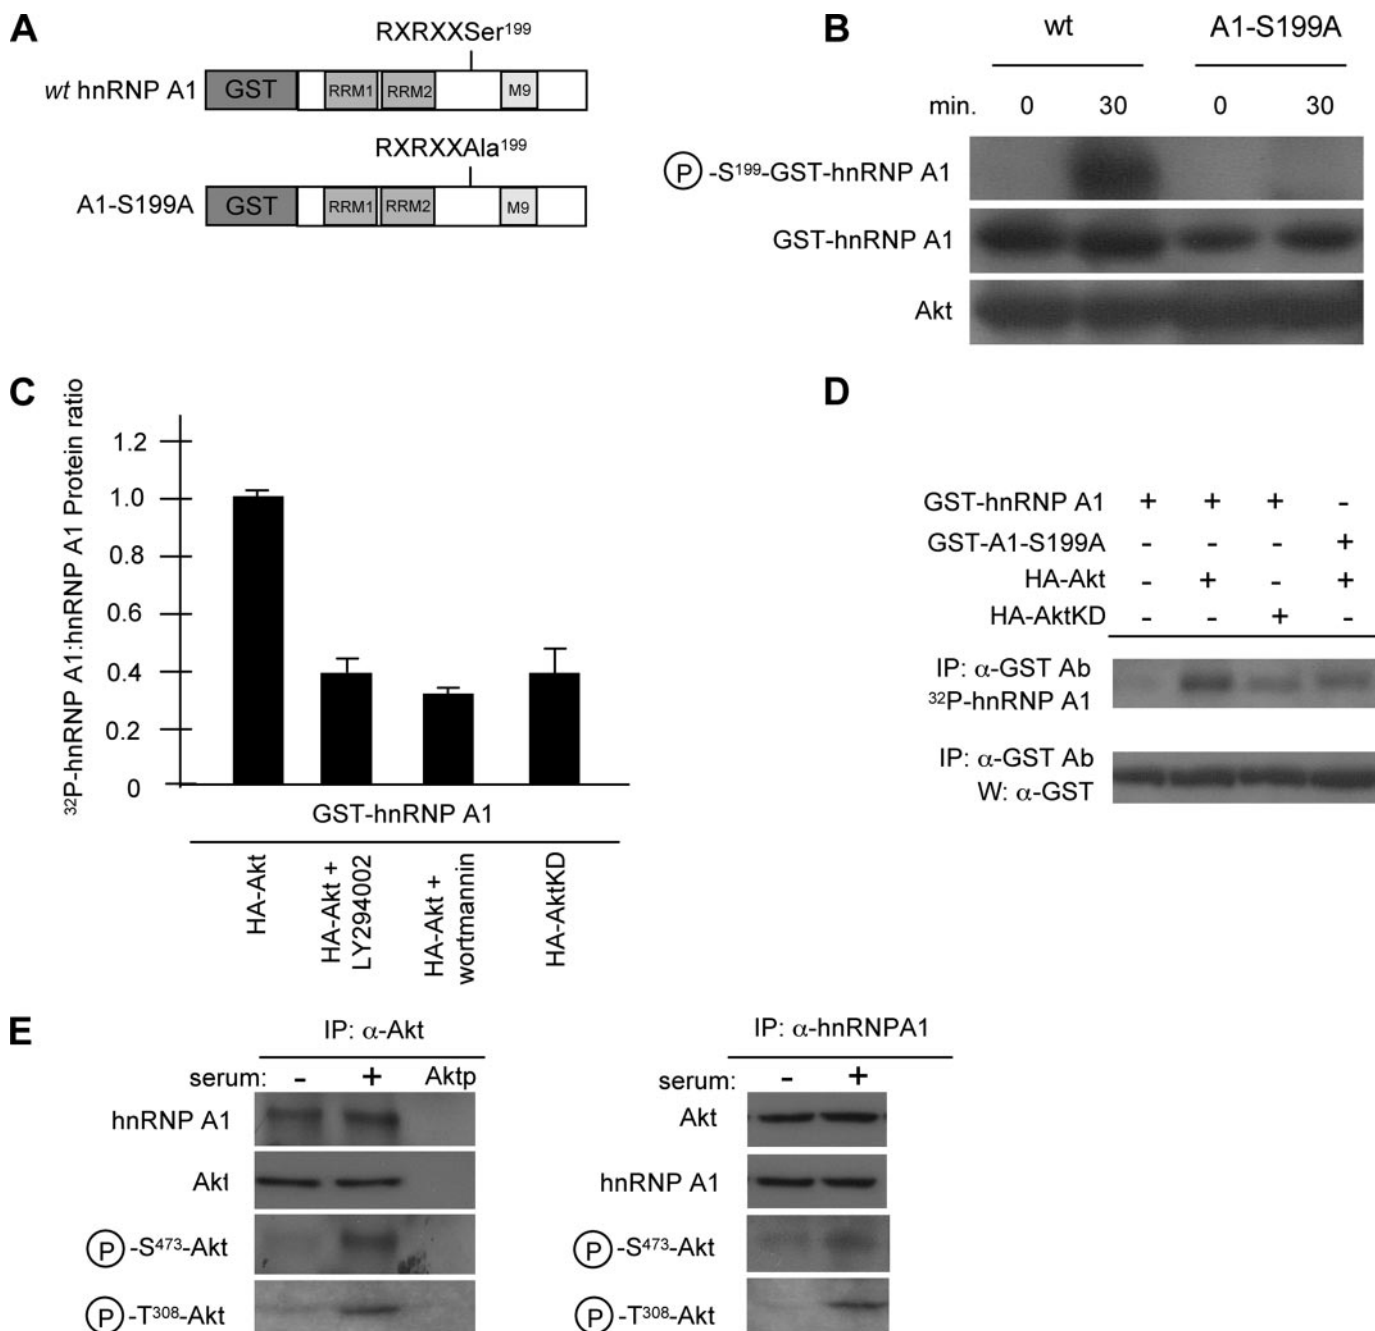 A
RXRXXSer199
wt hnRNP A1
GST
RRM1
RRM2
M9
RXRXXAla199
A1-S199A
GST
RRM1
RRM2
M9
B
wt
A1-S199A
min. 0 30 0 30
P -S199-GST-hnRNP A1
GST-hnRNP A1
Akt
C
32P-hnRNP A1:hnRNP A1 Protein ratio
1.2
1.0
0.8
0.6
0.4
0.2
0
GST-hnRNP A1
HA-Akt
HA-Akt +
LY294002
HA-Akt +
wortmannin
HA-AktKD
D
GST-hnRNP A1 + + + -
GST-A1-S199A - - - +
HA-Akt - + - +
HA-AktKD - - + -
IP: α-GST Ab
32P-hnRNP A1
IP: α-GST Ab
W: α-GST
E
IP: α-Akt
serum: - + Aktp
hnRNP A1
Akt
P -S473-Akt
P -T308-Akt
IP: α-hnRNPA1
serum: - +
Akt
hnRNP A1
P -S473-Akt
P -T308-Akt